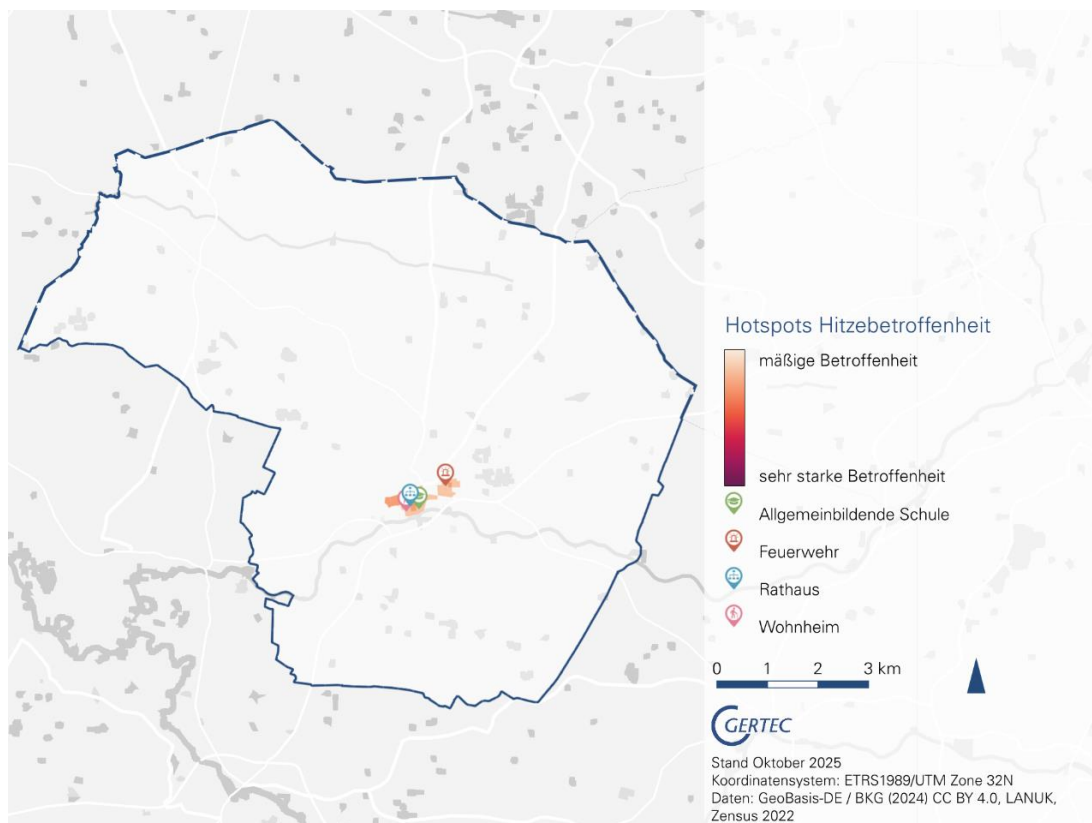 Hotspots Hitzebetroffenheit
mäßige Betroffenheit
sehr starke Betroffenheit
Allgemeinbildende Schule
Feuerwehr
Rathaus
Wohnheim
0 1 2 3 km
GERTEC
Stand Oktober 2025
Koordinatensystem: ETRS1989/UTM Zone 32N
Daten: GeoBasis-DE / BKG (2024) CC BY 4.0, LANUK,
Zensus 2022